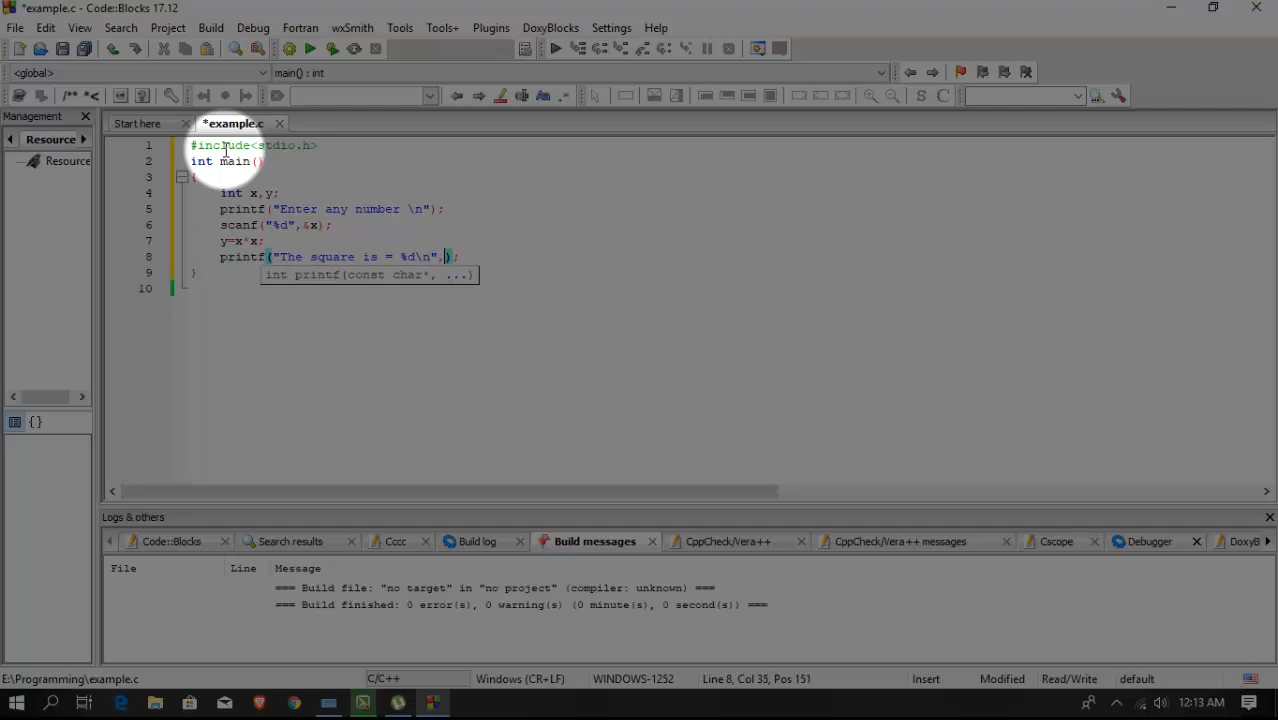 *example.c - Code::Blocks 17.12
File Edit View Search Project Build Debug Fortran wxSmith Tools Tools+ Plugins DoxyBlocks Settings Help
<global> main() : int
/** *<
S C
Management
Start here *example.c
Resource
Resource
1 #include<stdio.h>
2 int main()
3 {
4 int x,y;
5 printf("Enter any number \n");
6 scanf("%d",&x);
7 y=x*x;
8 printf("The square is = %d\n",);
9 }
int printf(const char*, ...)
10
{}
Logs & others
Code::Blocks Search results Cccc Build log Build messages CppCheck/Vera++ CppCheck/Vera++ messages Cscope Debugger DoxyB
File Line Message
=== Build file: "no target" in "no project" (compiler: unknown) ===
=== Build finished: 0 error(s), 0 warning(s) (0 minute(s), 0 second(s)) ===
E:\Programming\example.c C/C++ Windows (CR+LF) WINDOWS-1252 Line 8, Col 35, Pos 151 Insert Modified Read/Write default
12:13 AM